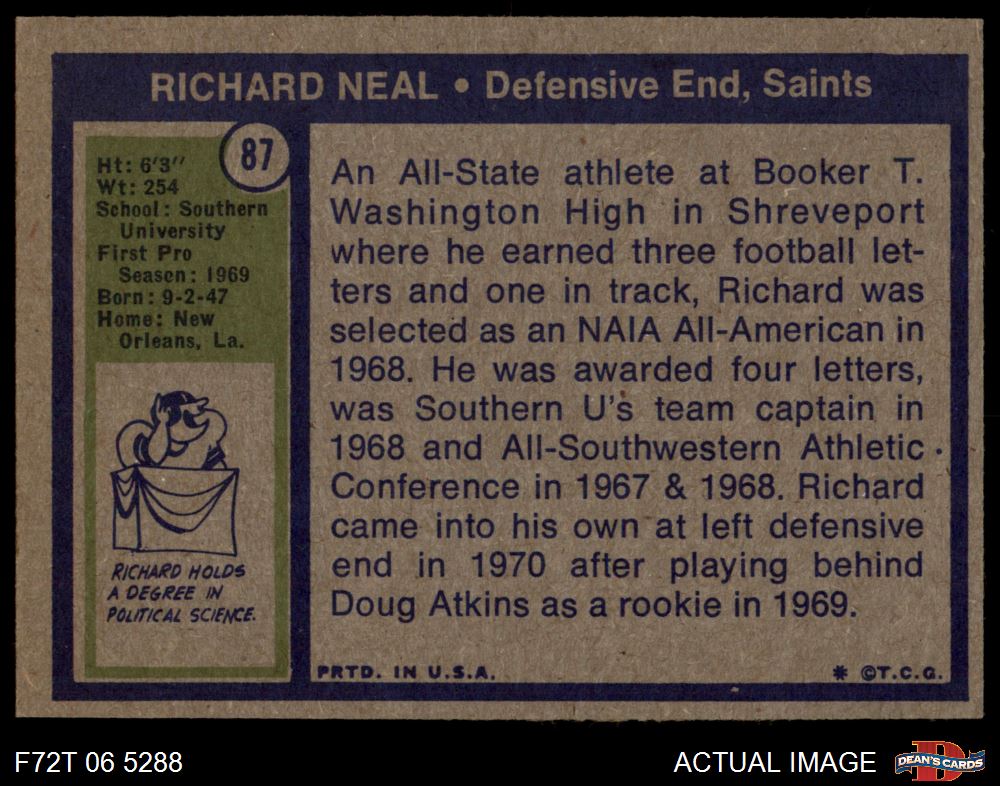 RICHARD NEAL • Defensive End, Saints
87
Ht: 6'3''
Wt: 254
School: Southern
University
First Pro
Season: 1969
Born: 9-2-47
Home: New
Orleans, La.
RICHARD HOLDS
A DEGREE IN
POLITICAL SCIENCE.
An All-State athlete at Booker T.
Washington High in Shreveport
where he earned three football let-
ters and one in track, Richard was
selected as an NAIA All-American in
1968. He was awarded four letters,
was Southern U's team captain in
1968 and All-Southwestern Athletic
Conference in 1967 & 1968. Richard
came into his own at left defensive
end in 1970 after playing behind
Doug Atkins as a rookie in 1969.
PRTD. IN U.S.A.
* ©T.C.G.
F72T 06 5288
ACTUAL IMAGE
D
DEAN'S CARDS